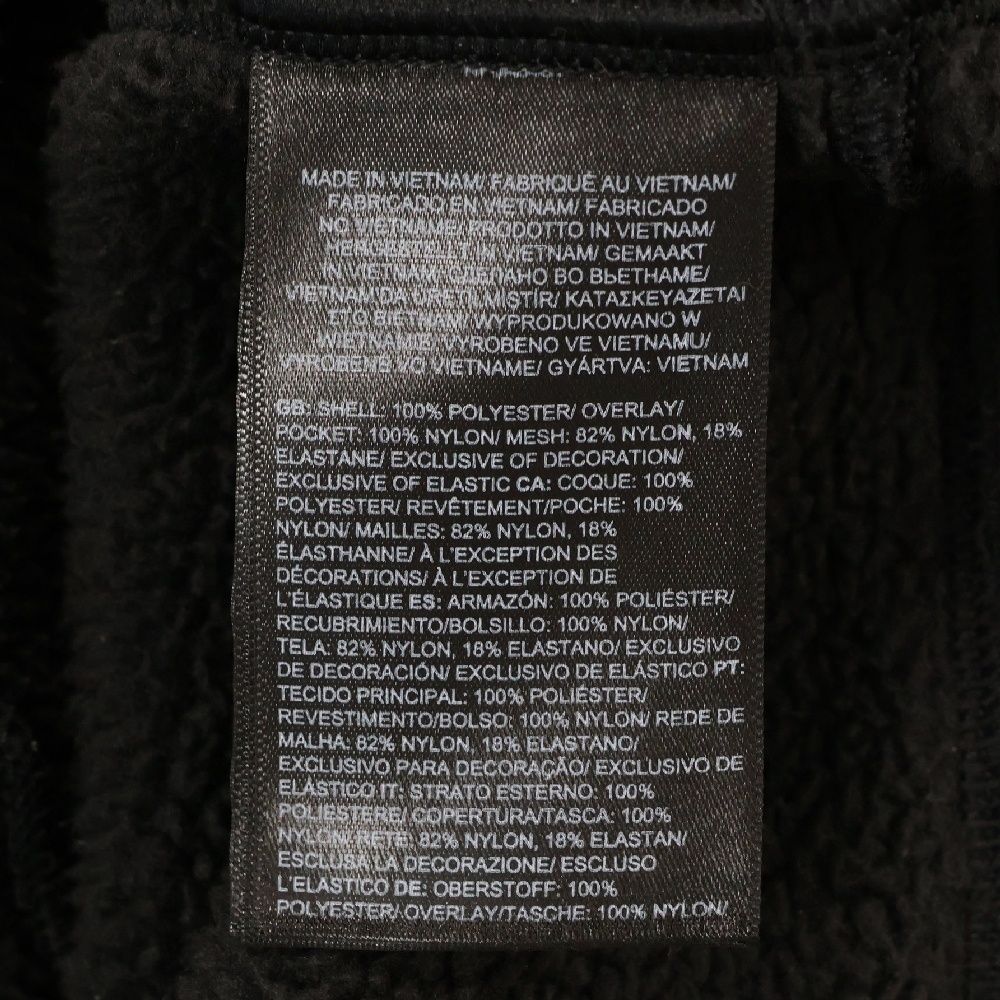 MADE IN VIETNAM/ FABRIQUÉ AU VIETNAM/
FABRICADO EN VIETNAM/ FABRICADO
NO VIETNAME/ PRODOTTO IN VIETNAM/
IN VIETNAM/ GEMAAKT
IN VIETNAM/ СДЕЛАНО ВО ВЬЕТНАМЕ/
VIETNAM'DA ÜRETİLMİŞTİR/ ΚΑΤΑΣΚΕΥΑΖΕΤΑΙ
ΣΤΟ ΒΙΕΤΝΑΜ/ WYPRODUKOWANO W
WIETNAMIE/ VYROBENO VE VIETNAMU/
VYROBENÉ VO VIETNAME/ GYÁRTVA: VIETNAM
GB: SHELL: 100% POLYESTER/ OVERLAY/
POCKET: 100% NYLON/ MESH: 82% NYLON, 18%
ELASTANE/ EXCLUSIVE OF DECORATION/
EXCLUSIVE OF ELASTIC CA: COQUE: 100%
POLYESTER/ REVÊTEMENT/POCHE: 100%
NYLON/ MAILLES: 82% NYLON, 18%
ÉLASTHANNE/ À L'EXCEPTION DES
DÉCORATIONS/ À L'EXCEPTION DE
L'ÉLASTIQUE ES: ARMAZÓN: 100% POLIÉSTER/
RECUBRIMIENTO/BOLSILLO: 100% NYLON/
TELA: 82% NYLON, 18% ELASTANO/ EXCLUSIVO
DE DECORACIÓN/ EXCLUSIVO DE ELÁSTICO PT:
TECIDO PRINCIPAL: 100% POLIÉSTER/
REVESTIMENTO/BOLSO: 100% NYLON/ REDE DE
MALHA: 82% NYLON, 18% ELASTANO/
EXCLUSIVO PARA DECORAÇÃO/ EXCLUSIVO DE
ELÁSTICO IT: STRATO ESTERNO: 100%
POLIESTERE/ COPERTURA/TASCA: 100%
NYLON/ RETE: 82% NYLON, 18% ELASTAN/
ESCLUSA LA DECORAZIONE/ ESCLUSO
L'ELASTICO DE: OBERSTOFF: 100%
POLYESTER/ OVERLAY/TASCHE: 100% NYLON/